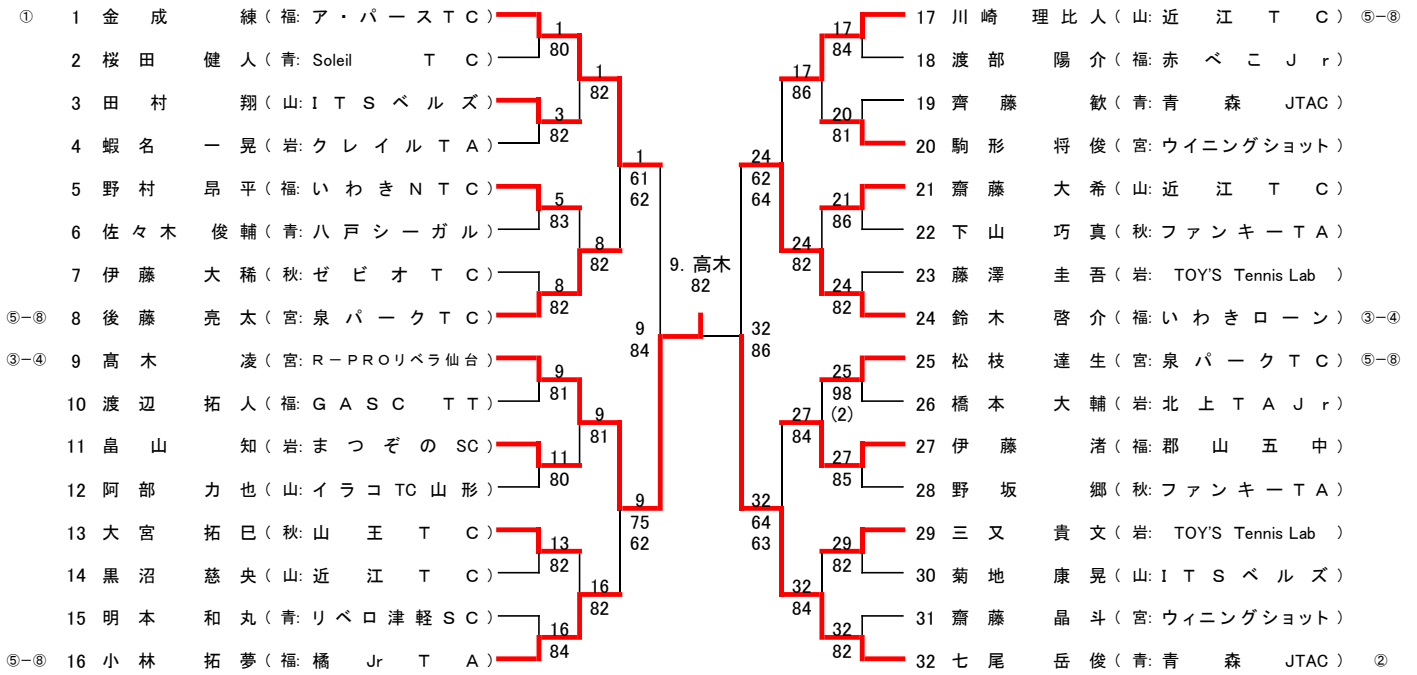 ① 1 金成 練 (福: ア・パースTC)
1
80
2 桜田 健人 (青: Soleil TC)
1
82
3 田村 翔 (山: ITSベルズ)
3
82
4 蝦名 一晃 (岩: クレイルTA)
1
61
62
5 野村 昂平 (福: いわきNTC)
5
83
6 佐々木 俊輔 (青: 八戸シーガル)
8
82
7 伊藤 大稀 (秋: ゼビオTC)
8
82
⑤-⑧ 8 後藤 亮太 (宮: 泉パークTC)
9
84
③-④ 9 髙木 凌 (宮: R-PROリベラ仙台)
9
81
10 渡辺 拓人 (福: GASC TT)
9
81
11 畠山 知 (岩: まつぞのSC)
11
80
12 阿部 力也 (山: イラコTC山形)
9
75
62
13 大宮 拓巳 (秋: 山王TC)
13
82
14 黒沼 慈央 (山: 近江TC)
16
82
15 明本 和丸 (青: リベロ津軽SC)
16
84
⑤-⑧ 16 小林 拓夢 (福: 橘Jr TA)
9. 高木
82
17 川崎 理比人 (山: 近江TC) ⑤-⑧
17
84
18 渡部 陽介 (福: 赤べこJr)
17
86
19 齊藤 歓 (青: 青森JTAC)
20
81
20 駒形 将俊 (宮: ウイニングショット)
24
62
64
21 齋藤 大希 (山: 近江TC)
21
86
22 下山 巧真 (秋: ファンキーTA)
24
82
23 藤澤 圭吾 (岩: TOY'S Tennis Lab)
24
82
24 鈴木 啓介 (福: いわきローン) ③-④
32
86
25 松枝 達生 (宮: 泉パークTC) ⑤-⑧
25
98
(2)
26 橋本 大輔 (岩: 北上TAJr)
27
84
27 伊藤 渚 (福: 郡山五中)
27
85
28 野坂 郷 (秋: ファンキーTA)
32
64
63
29 三又 貴文 (岩: TOY'S Tennis Lab)
29
82
30 菊地 康晃 (山: ITSベルズ)
32
84
31 齋藤 晶斗 (宮: ウィニングショット)
32
82
32 七尾 岳俊 (青: 青森JTAC) ②